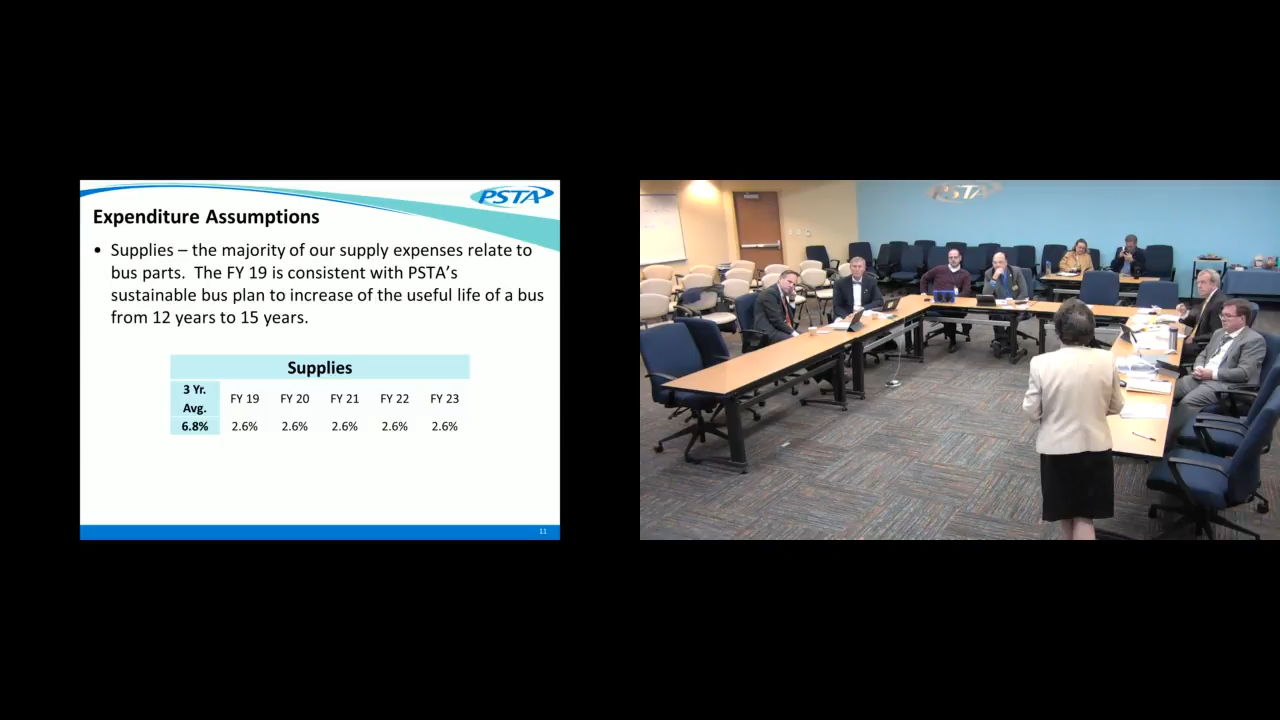 PSTA
Expenditure Assumptions
• Supplies – the majority of our supply expenses relate to
bus parts. The FY 19 is consistent with PSTA's
sustainable bus plan to increase of the useful life of a bus
from 12 years to 15 years.
Supplies
3 Yr.
Avg. FY 19 FY 20 FY 21 FY 22 FY 23
6.8% 2.6% 2.6% 2.6% 2.6% 2.6%
11
PSTA